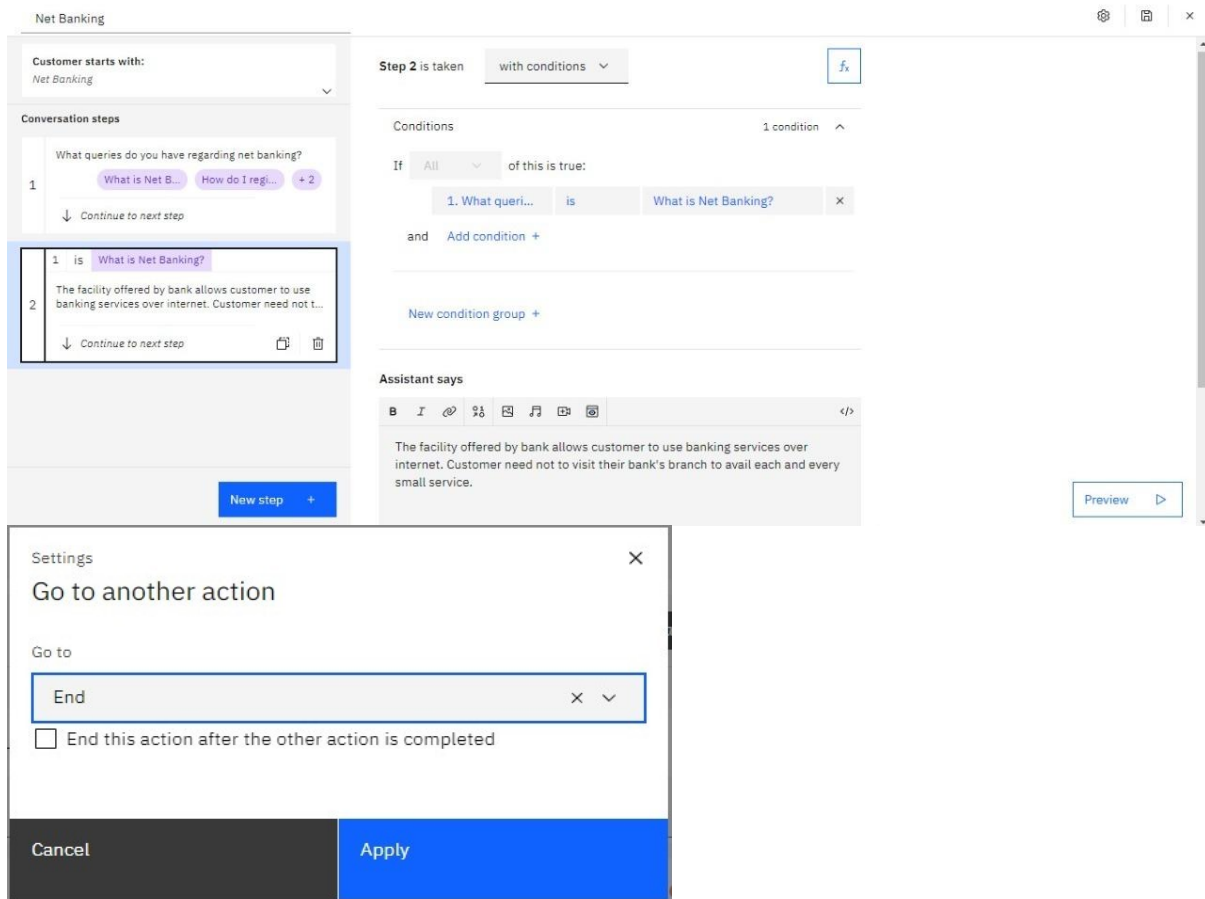 Net Banking
Customer starts with:
Net Banking
Conversation steps
1
What queries do you have regarding net banking?
What is Net B...
How do I regi...
+ 2
Continue to next step
2
1 is What is Net Banking?
The facility offered by bank allows customer to use
banking services over internet. Customer need not t...
Continue to next step
New step +
Step 2 is taken with conditions
fx
Conditions
1 condition
If All of this is true:
1. What queri... is What is Net Banking?
and Add condition +
New condition group +
Assistant says
B I </>
The facility offered by bank allows customer to use banking services over
internet. Customer need not to visit their bank's branch to avail each and every
small service.
Preview
Settings
Go to another action
Go to
End
End this action after the other action is completed
Cancel
Apply